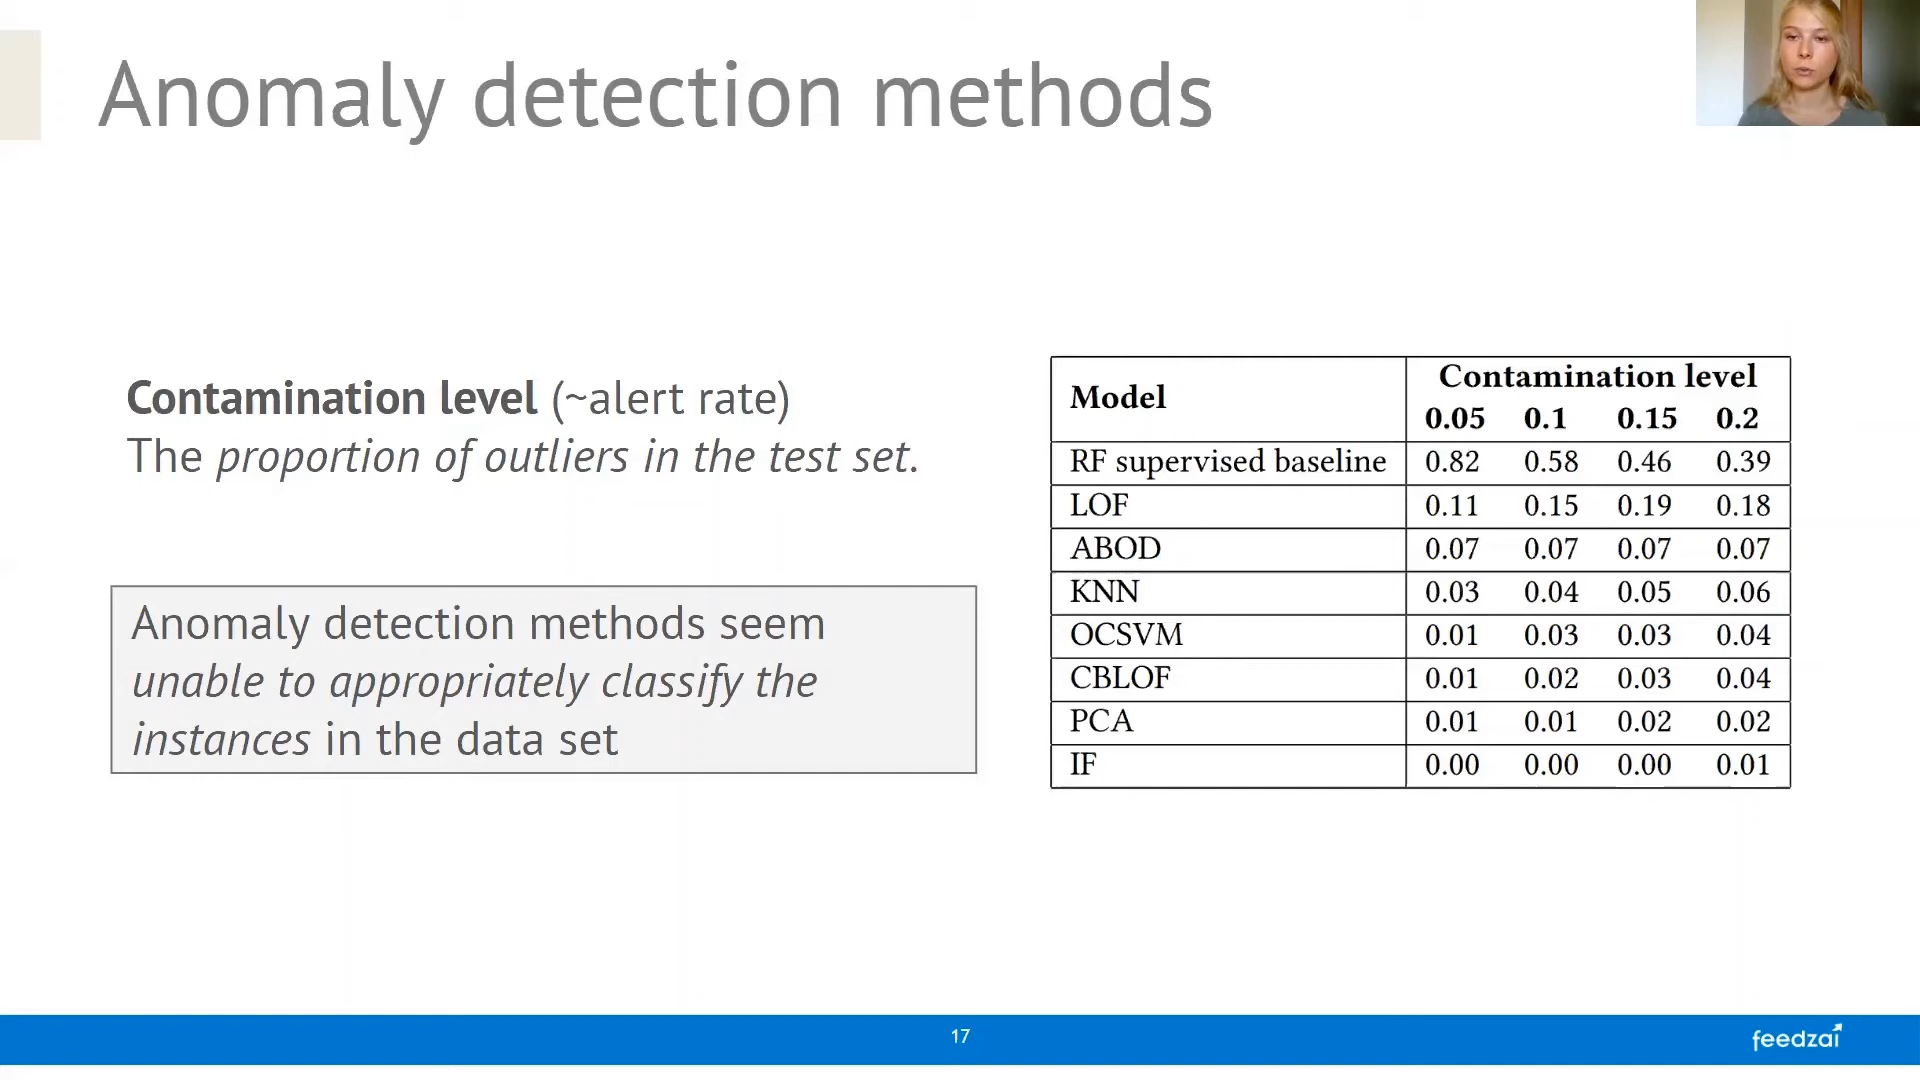 Anomaly detection methods
Contamination level (~alert rate)
The proportion of outliers in the test set.
Anomaly detection methods seem
unable to appropriately classify the
instances in the data set
Model Contamination level
0.05 0.1 0.15 0.2
RF supervised baseline 0.82 0.58 0.46 0.39
LOF 0.11 0.15 0.19 0.18
ABOD 0.07 0.07 0.07 0.07
KNN 0.03 0.04 0.05 0.06
OCSVM 0.01 0.03 0.03 0.04
CBLOF 0.01 0.02 0.03 0.04
PCA 0.01 0.01 0.02 0.02
IF 0.00 0.00 0.00 0.01
17
feedzai